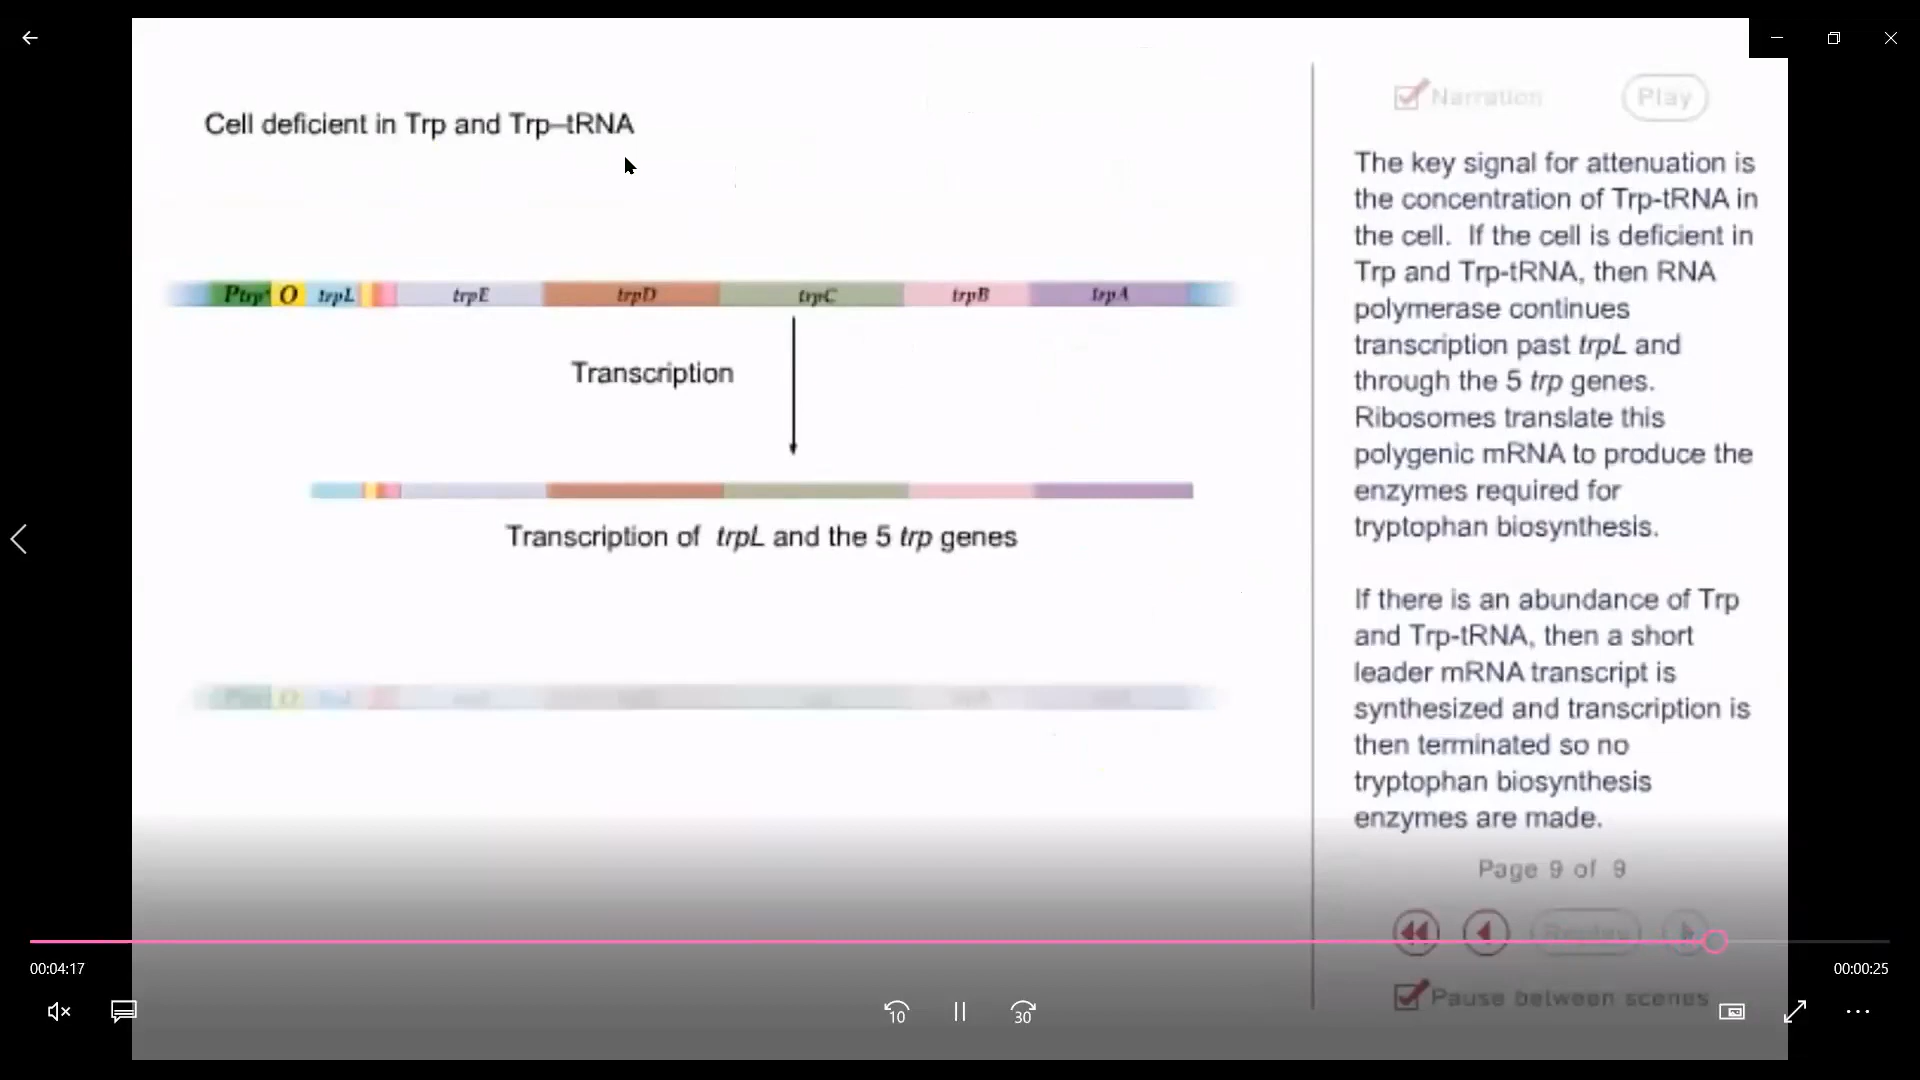 Cell deficient in Trp and Trp–tRNA
Ptrp O trpL trpE trpD trpC trpB trpA
Transcription
Transcription of trpL and the 5 trp genes
Narration Play
The key signal for attenuation is
the concentration of Trp-tRNA in
the cell. If the cell is deficient in
Trp and Trp-tRNA, then RNA
polymerase continues
transcription past trpL and
through the 5 trp genes.
Ribosomes translate this
polygenic mRNA to produce the
enzymes required for
tryptophan biosynthesis.
If there is an abundance of Trp
and Trp-tRNA, then a short
leader mRNA transcript is
synthesized and transcription is
then terminated so no
tryptophan biosynthesis
enzymes are made.
Page 9 of 9
Replay
00:04:17
00:00:25
Pause between scenes
10
30